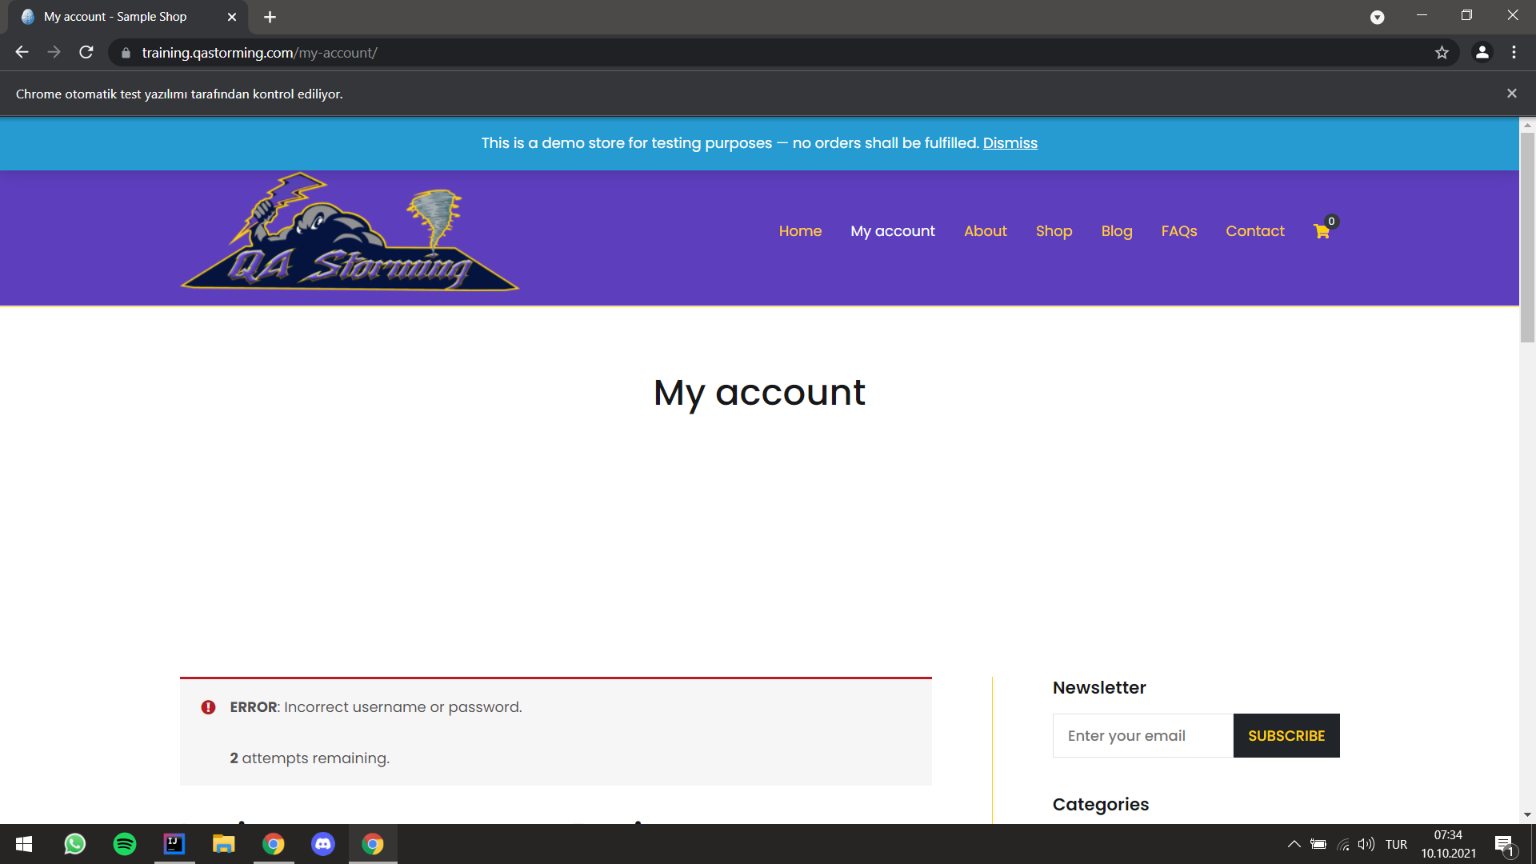 My account - Sample Shop
training.qastorming.com/my-account/
Chrome otomatik test yazılımı tarafından kontrol ediliyor.
This is a demo store for testing purposes — no orders shall be fulfilled. Dismiss
QA Storming
Home My account About Shop Blog FAQs Contact 0
My account
ERROR: Incorrect username or password.
2 attempts remaining.
Newsletter
Enter your email SUBSCRIBE
Categories
IJ
TUR
07:34
10.10.2021
1